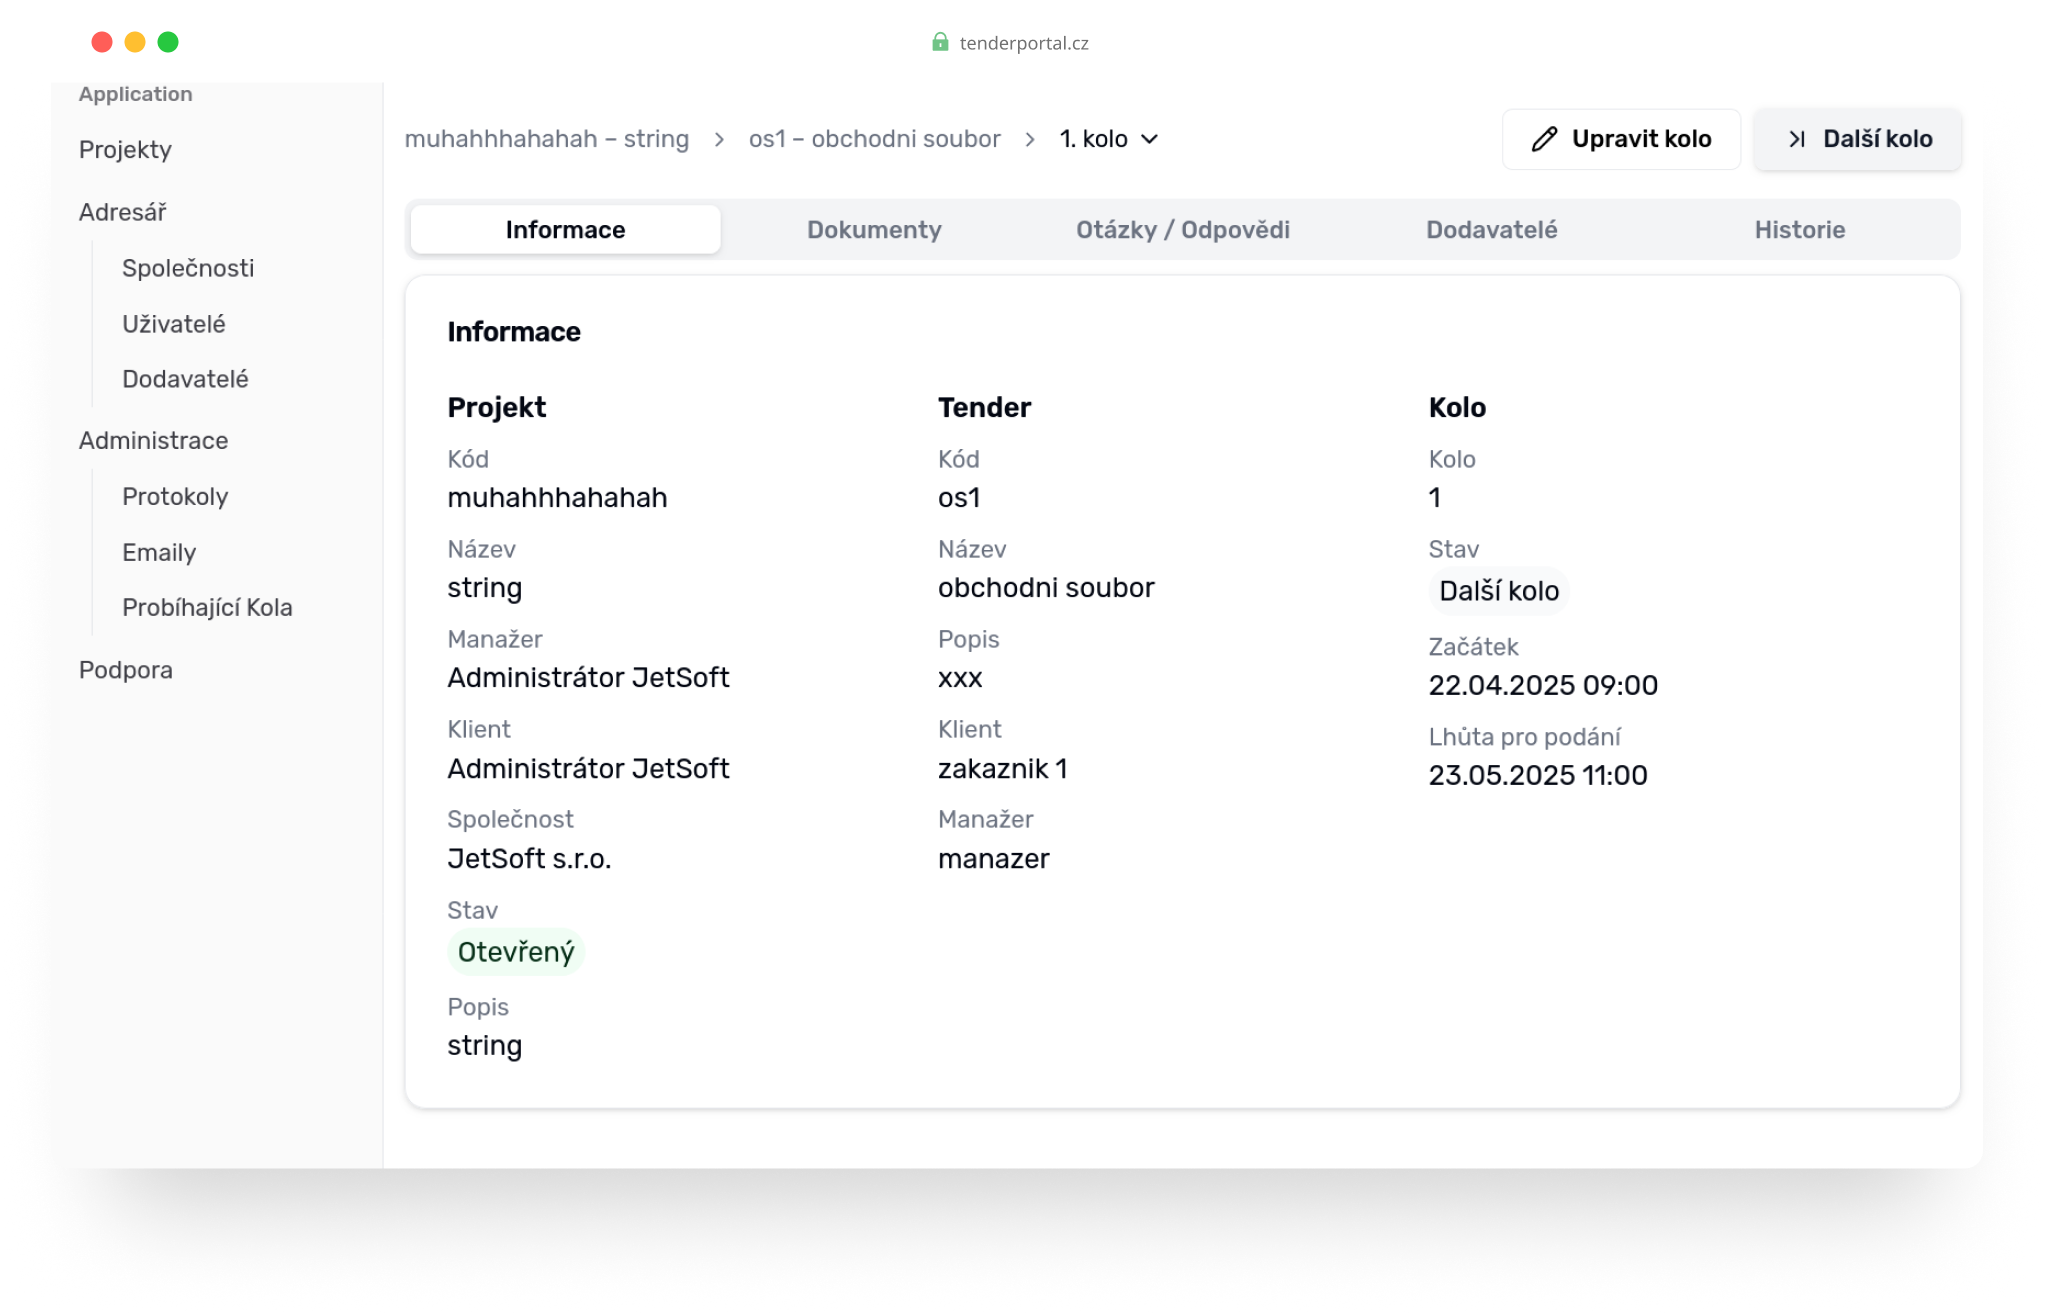 tenderportal.cz
Application
Projekty
Adresář
Společnosti
Uživatelé
Dodavatelé
Administrace
Protokoly
Emaily
Probíhající Kola
Podpora
muhahhhahahah – string > os1 – obchodni soubor > 1. kolo
Upravit kolo
Další kolo
Informace
Dokumenty
Otázky / Odpovědi
Dodavatelé
Historie
Informace
Projekt
Kód
muhahhhahahah
Název
string
Manažer
Administrátor JetSoft
Klient
Administrátor JetSoft
Společnost
JetSoft s.r.o.
Stav
Otevřený
Popis
string
Tender
Kód
os1
Název
obchodni soubor
Popis
xxx
Klient
zakaznik 1
Manažer
manazer
Kolo
Kolo
1
Stav
Další kolo
Začátek
22.04.2025 09:00
Lhůta pro podání
23.05.2025 11:00